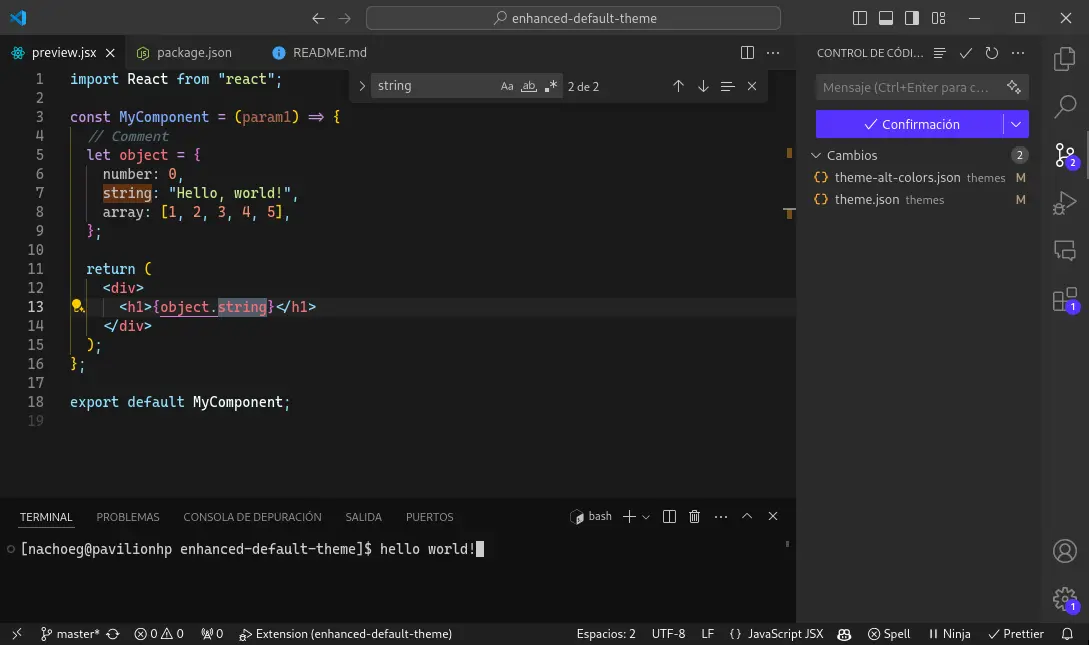 enhanced-default-theme
preview.jsx
package.json
README.md
string
Aa
ab
2 de 2
1 import React from "react";
2
3 const MyComponent = (param1) => {
4 // Comment
5 let object = {
6 number: 0,
7 string: "Hello, world!",
8 array: [1, 2, 3, 4, 5],
9 };
10
11 return (
12 <div>
13 <h1>{object.string}</h1>
14 </div>
15 );
16 };
17
18 export default MyComponent;
19
CONTROL DE CÓDI...
Mensaje (Ctrl+Enter para c...
Confirmación
Cambios 2
theme-alt-colors.json themes M
theme.json themes M
2
1
1
TERMINAL PROBLEMAS CONSOLA DE DEPURACIÓN SALIDA PUERTOS
bash
[nachoeg@pavilionhp enhanced-default-theme]$ hello world!
master* 0 0 0 Extension (enhanced-default-theme) Espacios: 2 UTF-8 LF {} JavaScript JSX Spell Ninja Prettier